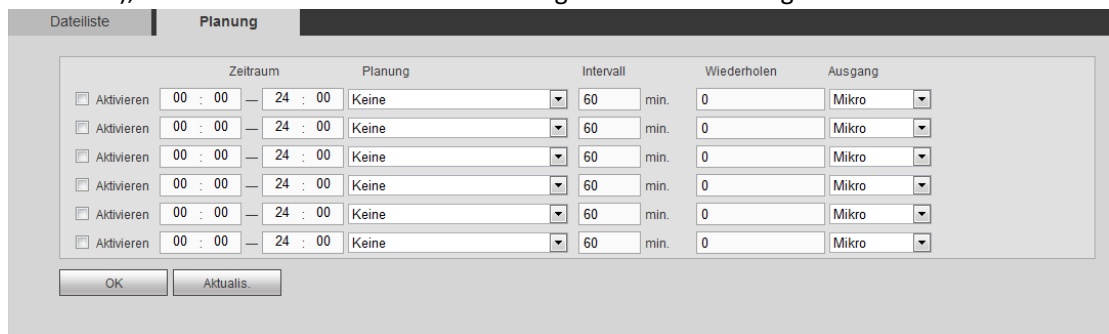 Dateiliste Planung
Zeitraum Planung Intervall Wiederholen Ausgang
Aktivieren 00 : 00 — 24 : 00 Keine 60 min. 0 Mikro
Aktivieren 00 : 00 — 24 : 00 Keine 60 min. 0 Mikro
Aktivieren 00 : 00 — 24 : 00 Keine 60 min. 0 Mikro
Aktivieren 00 : 00 — 24 : 00 Keine 60 min. 0 Mikro
Aktivieren 00 : 00 — 24 : 00 Keine 60 min. 0 Mikro
Aktivieren 00 : 00 — 24 : 00 Keine 60 min. 0 Mikro
OK Aktualis.